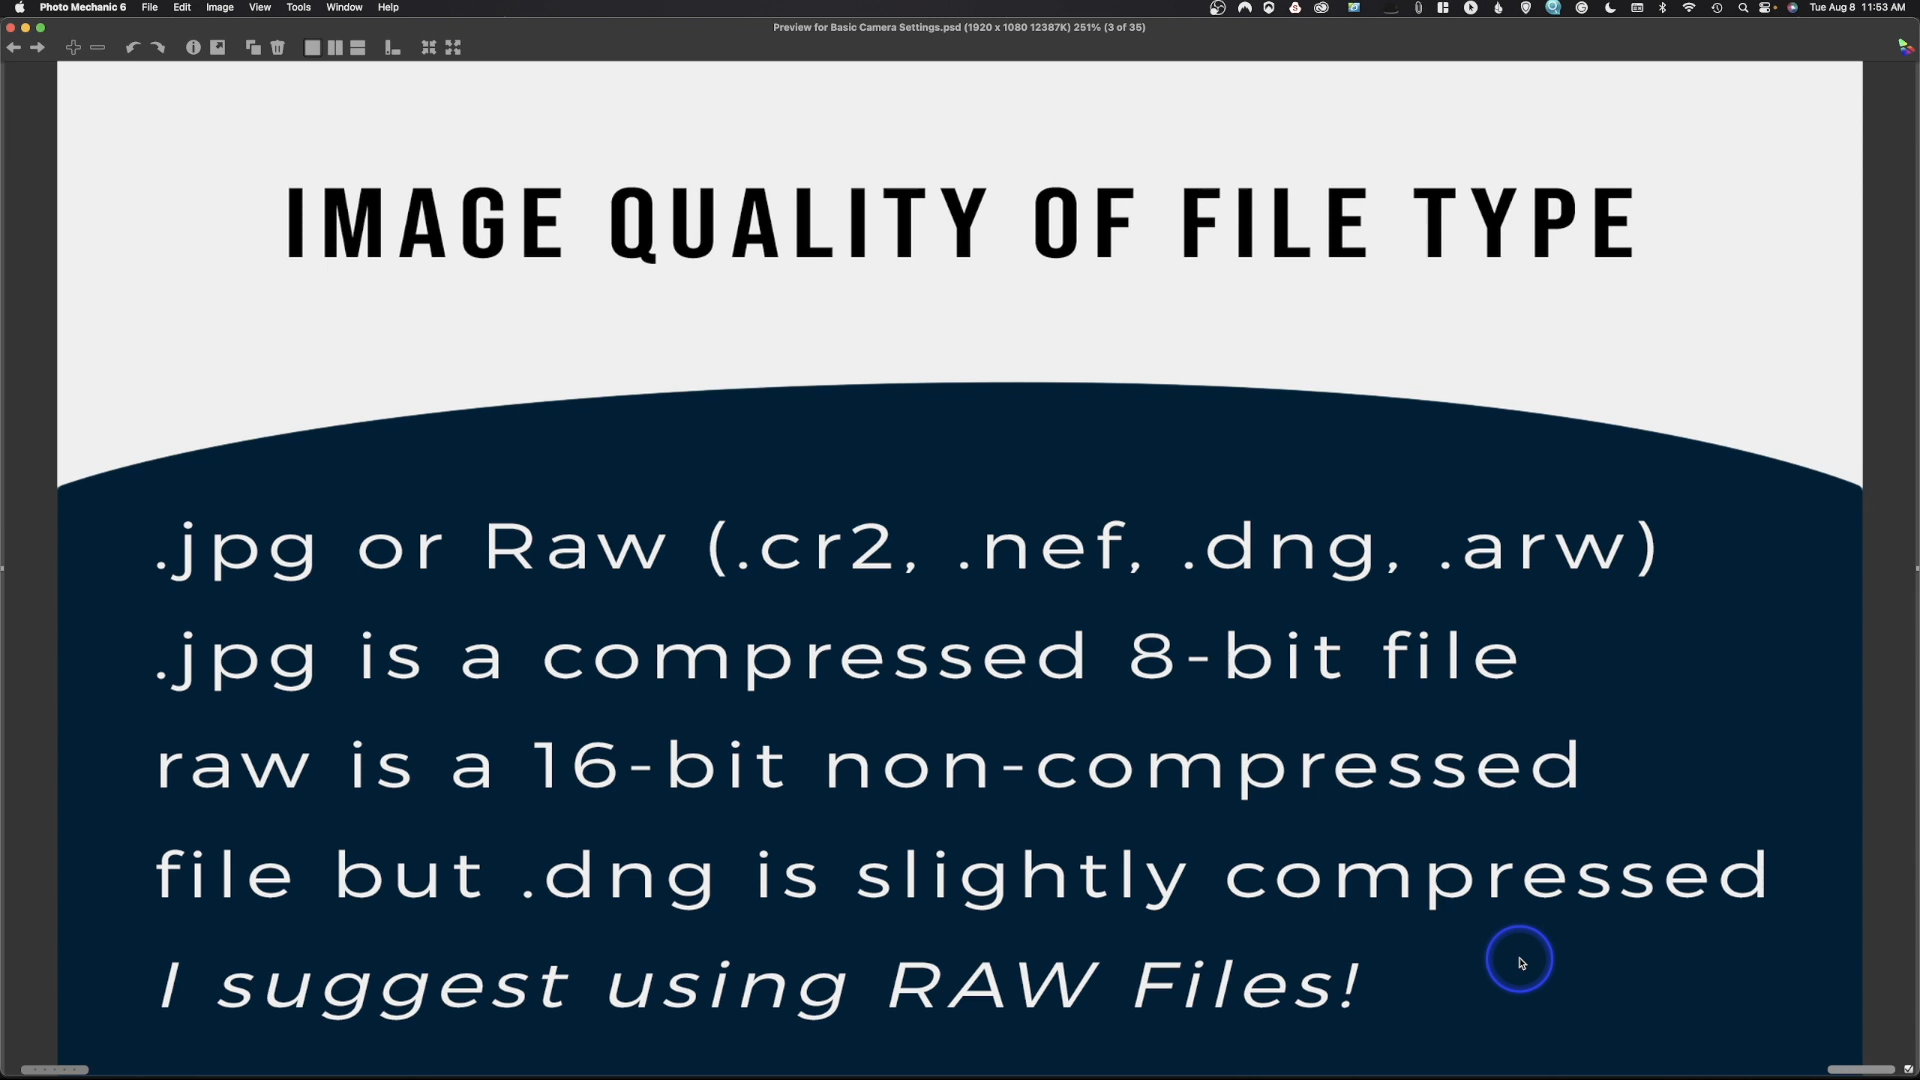 Photo Mechanic 6 File Edit Image View Tools Window Help Tue Aug 8 11:53 AM
Preview for Basic Camera Settings.psd (1920 x 1080 12387K) 251% (3 of 35)
IMAGE QUALITY OF FILE TYPE
.jpg or Raw (.cr2, .nef, .dng, .arw)
.jpg is a compressed 8-bit file
raw is a 16-bit non-compressed
file but .dng is slightly compressed
I suggest using RAW Files!